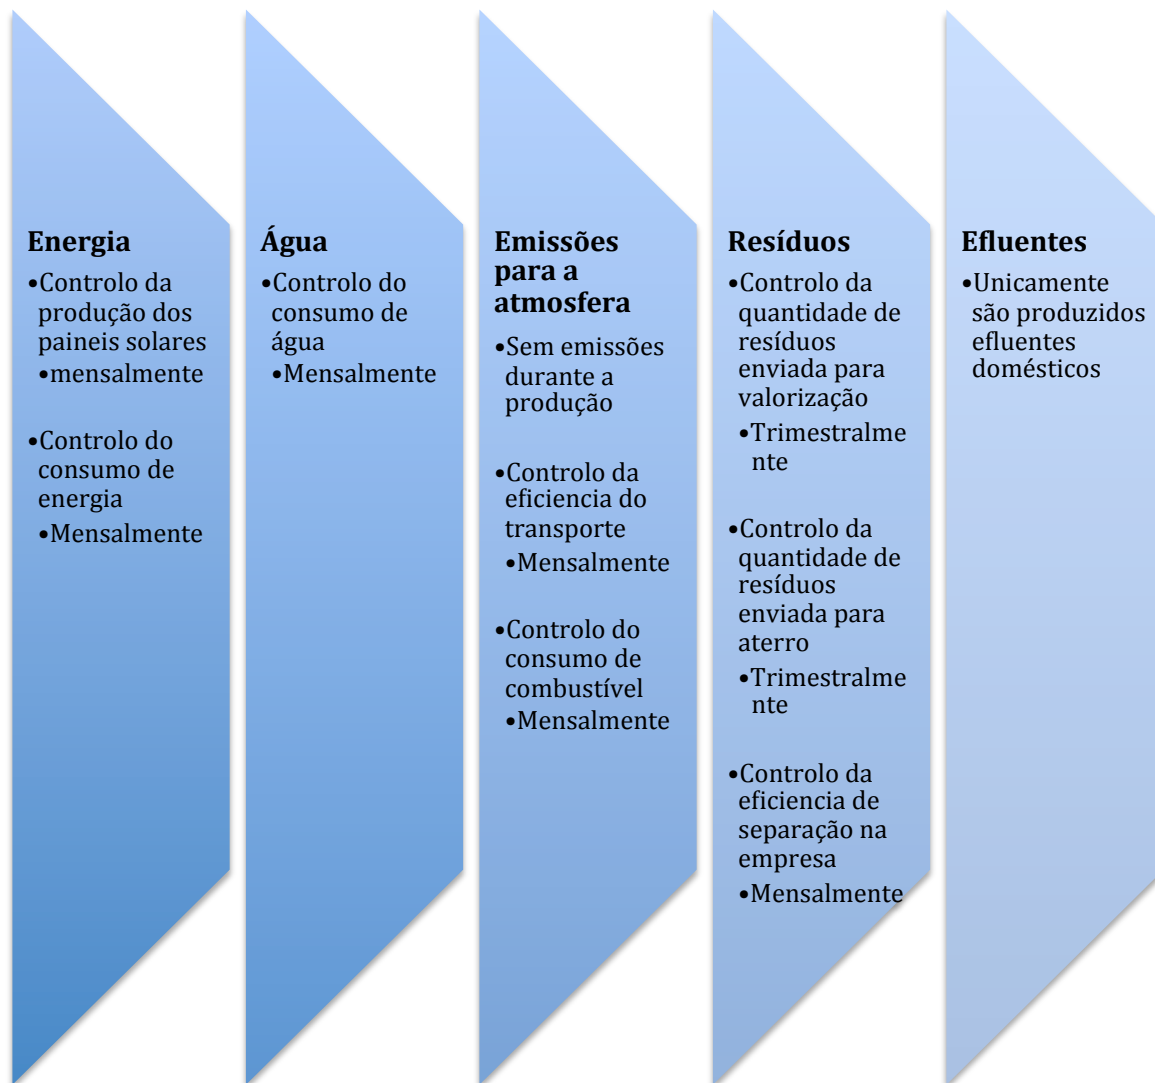 Energia
•Controlo da
produção dos
paineis solares
•mensalmente
•Controlo do
consumo de
energia
•Mensalmente
Água
•Controlo do
consumo de
água
•Mensalmente
Emissões
para a
atmosfera
•Sem emissões
durante a
produção
•Controlo da
eficiencia do
transporte
•Mensalmente
•Controlo do
consumo de
combustível
•Mensalmente
Resíduos
•Controlo da
quantidade de
resíduos
enviada para
valorização
•Trimestralme
nte
•Controlo da
quantidade de
resíduos
enviada para
aterro
•Trimestralme
nte
•Controlo da
eficiencia de
separação na
empresa
•Mensalmente
Efluentes
•Unicamente
são produzidos
efluentes
domésticos